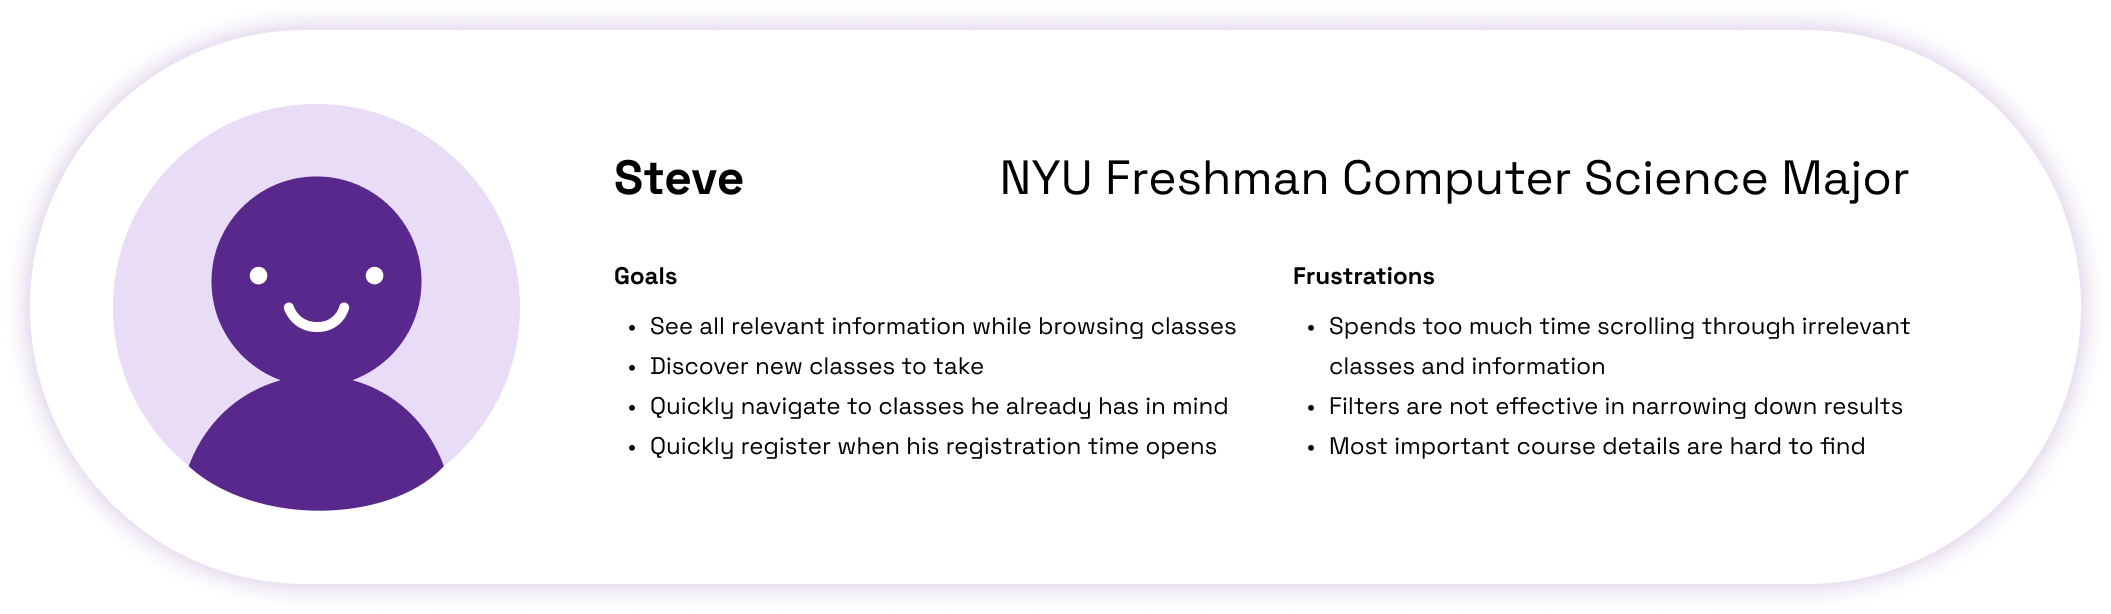 Steve
NYU Freshman Computer Science Major
Goals
• See all relevant information while browsing classes
• Discover new classes to take
• Quickly navigate to classes he already has in mind
• Quickly register when his registration time opens
Frustrations
• Spends too much time scrolling through irrelevant
classes and information
• Filters are not effective in narrowing down results
• Most important course details are hard to find